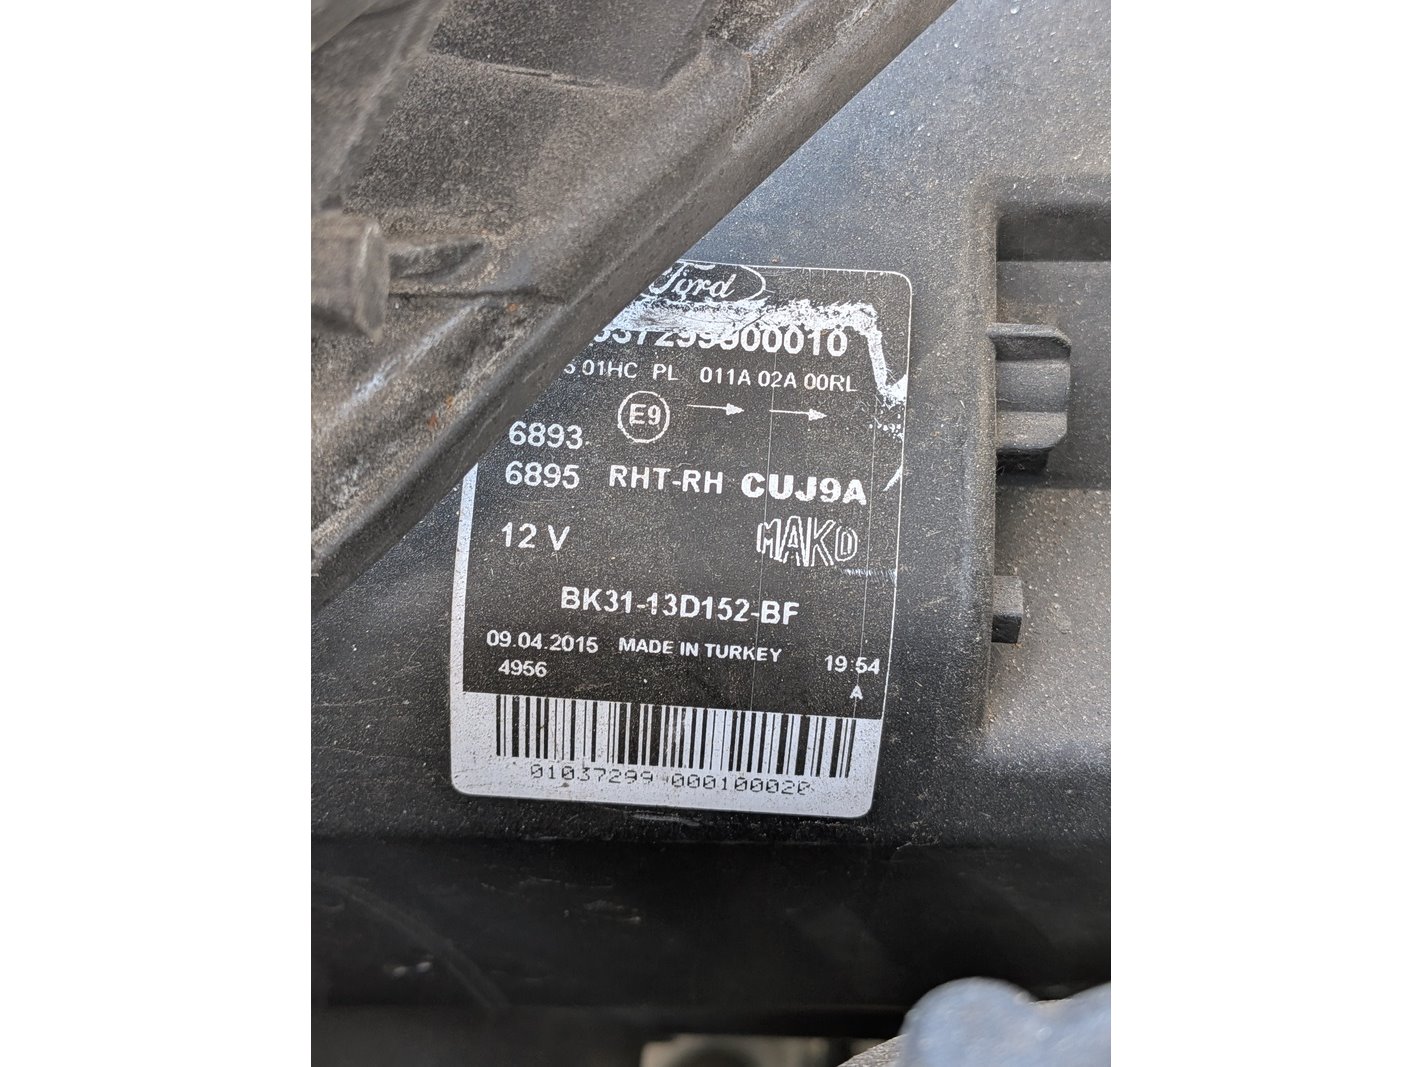 Ford
01HC PL 011A 02A 00RL
E9
6893
6895 RHT-RH CUJ9A
12 V MAKO
BK31-13D152-BF
09.04.2015 MADE IN TURKEY 19:54
4956 A
01037299 000100020